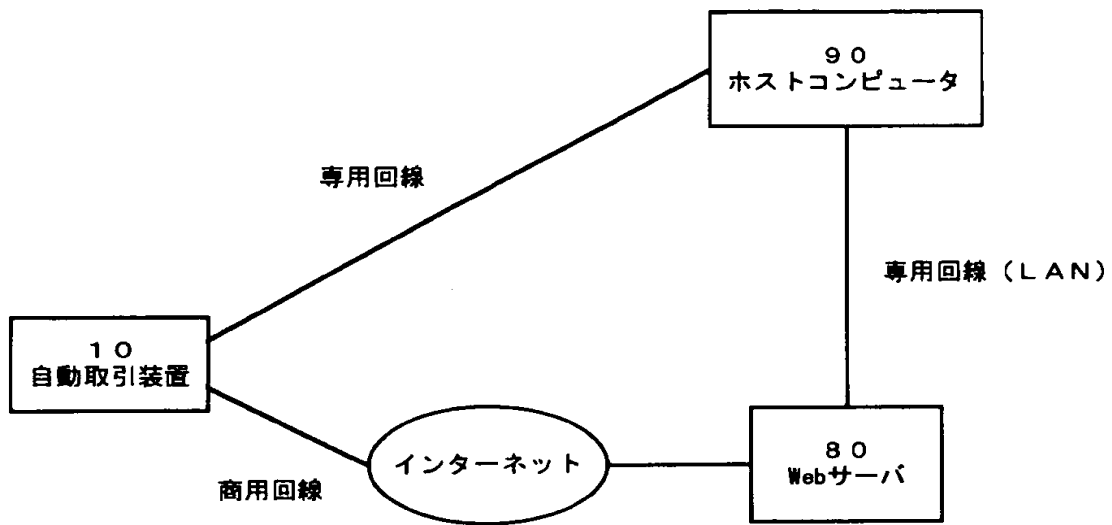 ９０
ホストコンピュータ
専用回線
専用回線（ＬＡＮ）
１０
自動取引装置
８０
Webサーバ
インターネット
商用回線